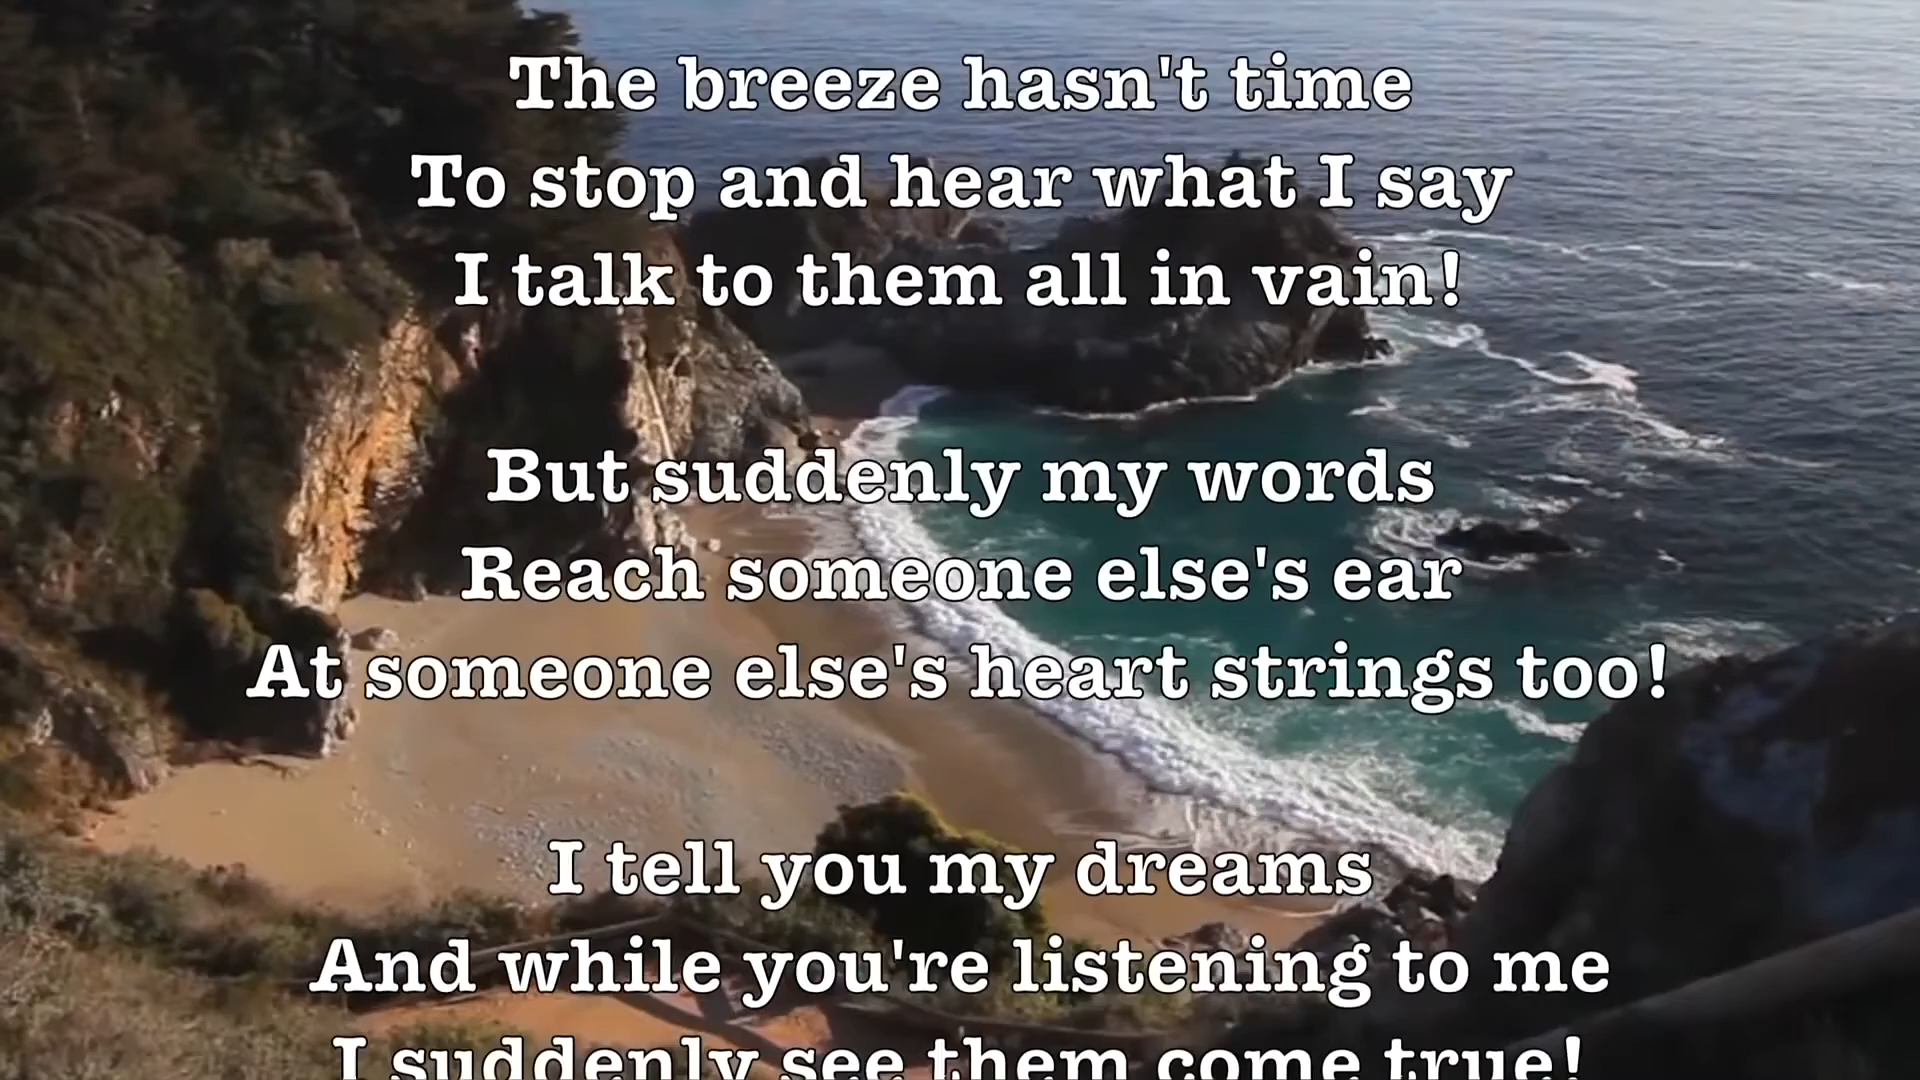 The breeze hasn't time
To stop and hear what I say
I talk to them all in vain!
But suddenly my words
Reach someone else's ear
At someone else's heart strings too!
I tell you my dreams
And while you're listening to me
I suddenly see them come true!